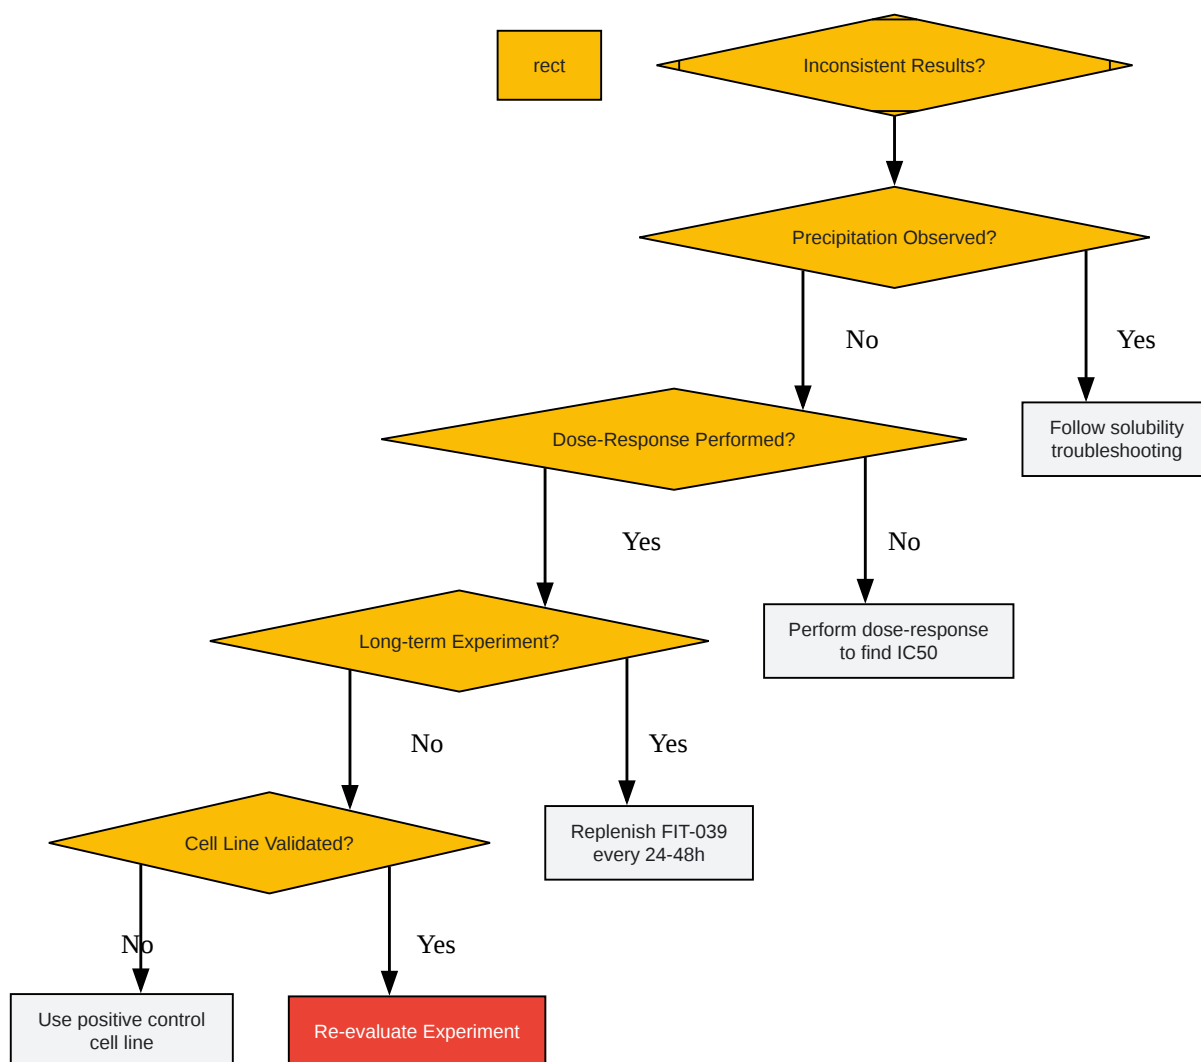 rect
Inconsistent Results?
Precipitation Observed?
No
Yes
Follow solubility
troubleshooting
Dose-Response Performed?
Yes
No
Perform dose-response
to find IC50
Long-term Experiment?
No
Yes
Replenish FIT-039
every 24-48h
Cell Line Validated?
No
Yes
Use positive control
cell line
Re-evaluate Experiment